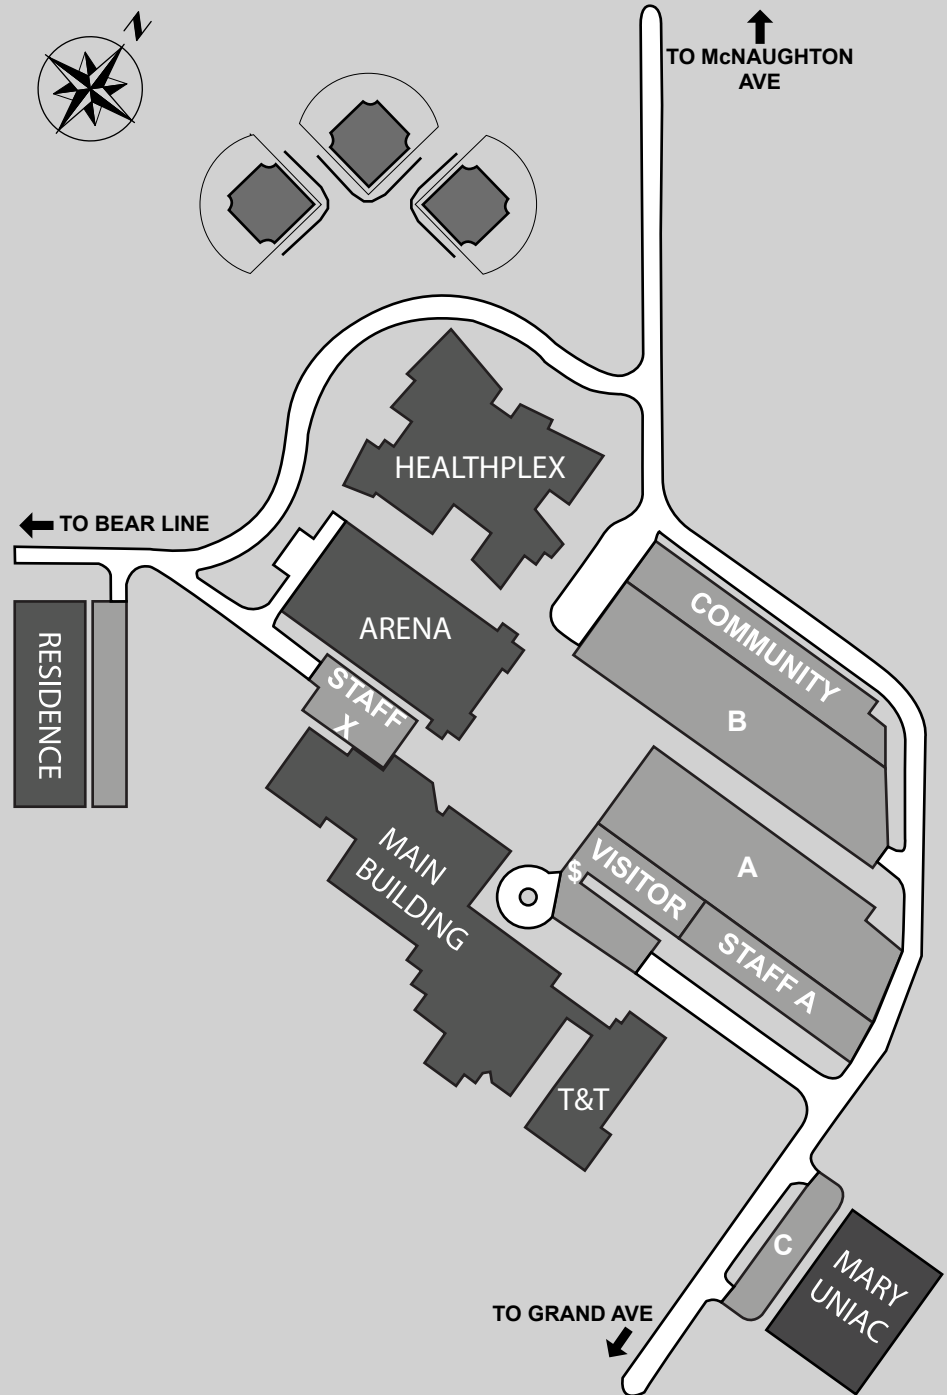 N
TO McNAUGHTON
AVE
HEALTHPLEX
TO BEAR LINE
COMMUNITY
ARENA
RESIDENCE
STAFF
X
B
MAIN
BUILDING
A
$
VISITOR
STAFF A
T&T
C
MARY
UNIAC
TO GRAND AVE